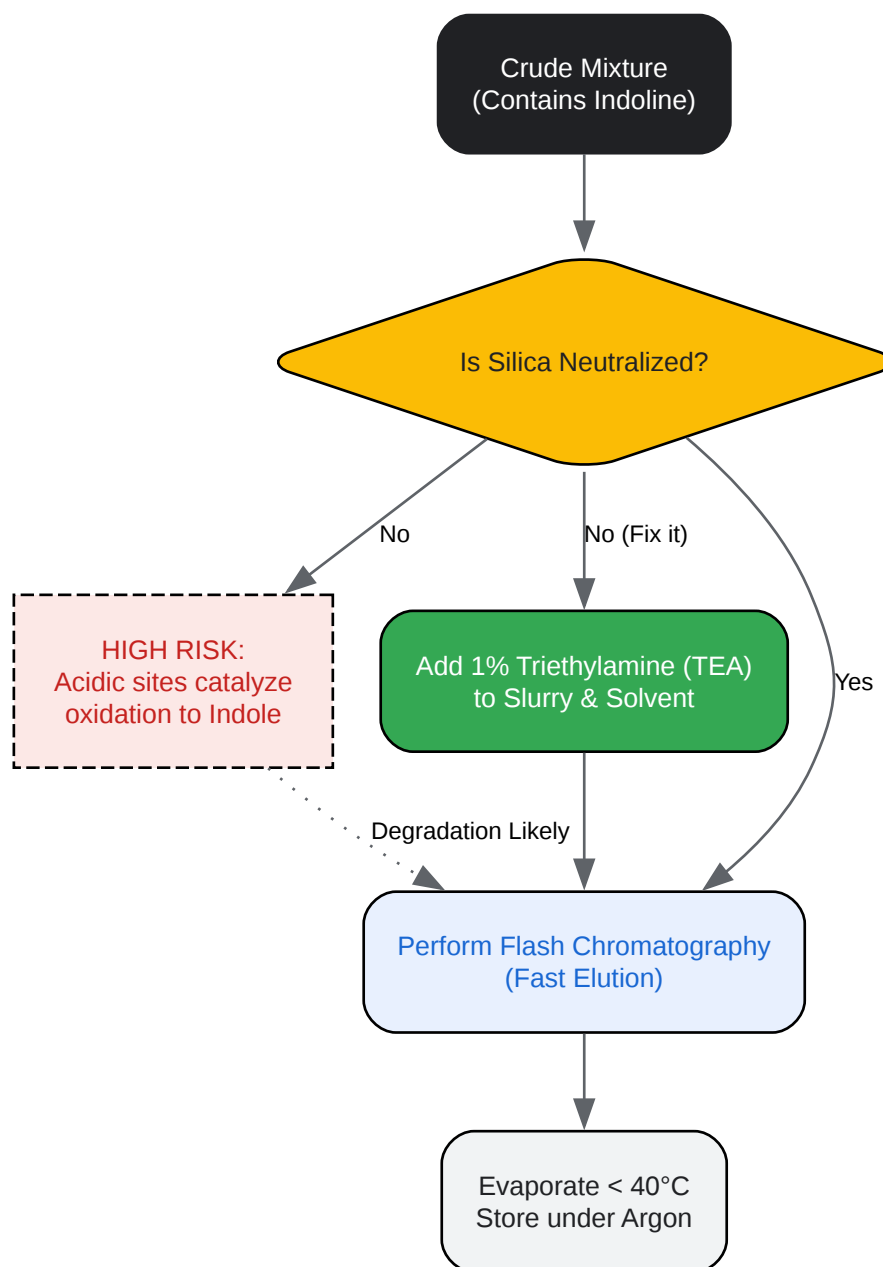 Crude Mixture
(Contains Indoline)
Is Silica Neutralized?
No
No (Fix it)
HIGH RISK:
Acidic sites catalyze
oxidation to Indole
Add 1% Triethylamine (TEA)
to Slurry & Solvent
Yes
Degradation Likely
Perform Flash Chromatography
(Fast Elution)
Evaporate < 40°C
Store under Argon